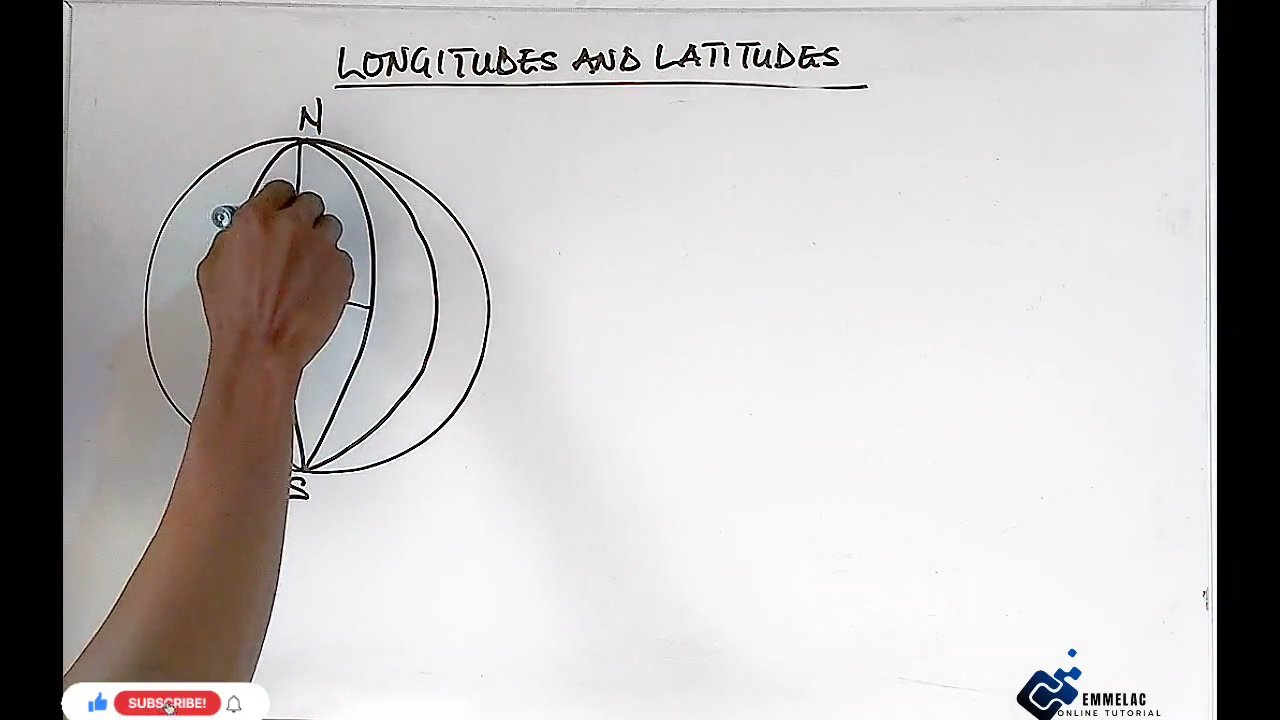 LONGITUDES AND LATITUDES
N
S
SUBSCRIBE!
EMMELAC
ONLINE TUTORIAL